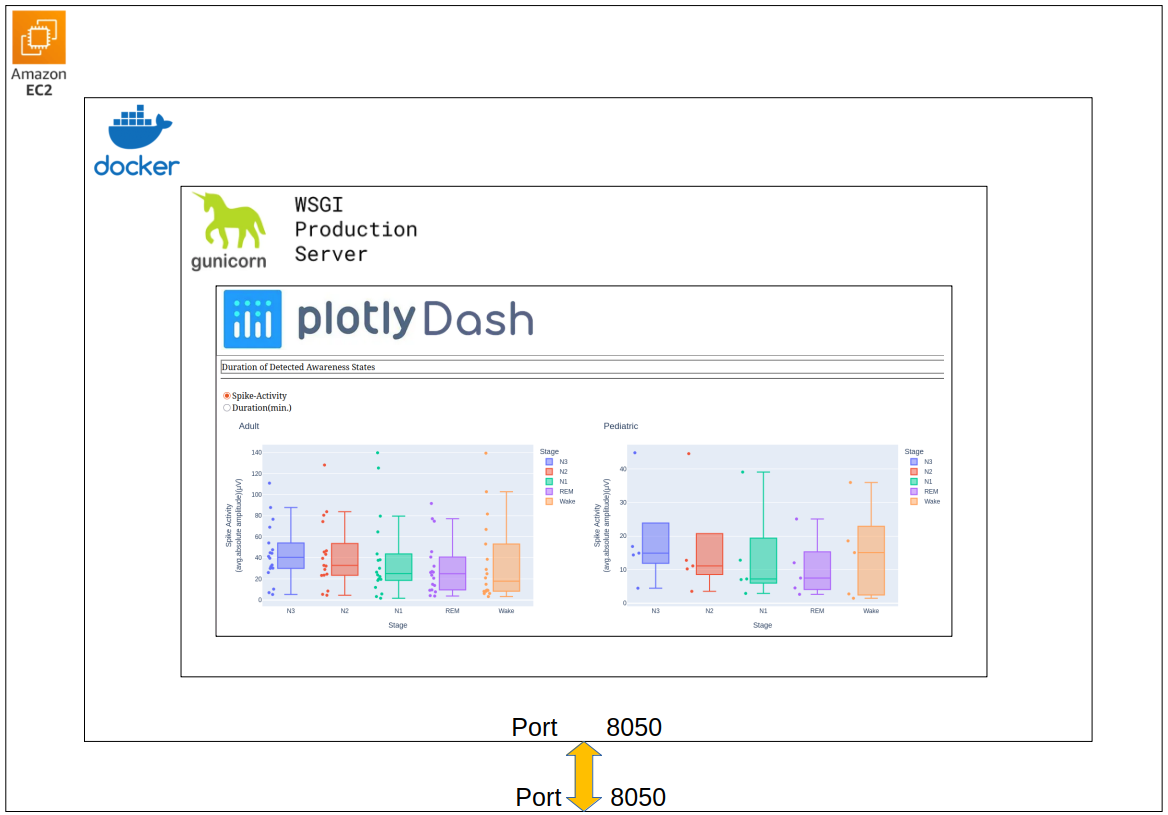 Amazon
EC2
docker
gunicorn
WSGI
Production
Server
plotly Dash
Duration of Detected Awareness States
Spike-Activity
Duration(min.)
Adult
Spike Activity
(avg.absolute amplitude)(μV)
140
120
100
80
60
40
20
0
N3
N2
N1
REM
Wake
Stage
Stage
N3
N2
N1
REM
Wake
Pediatric
Spike Activity
(avg.absolute amplitude)(μV)
40
30
20
10
0
N3
N2
N1
REM
Wake
Stage
Stage
N3
N2
N1
REM
Wake
Port 8050
Port 8050